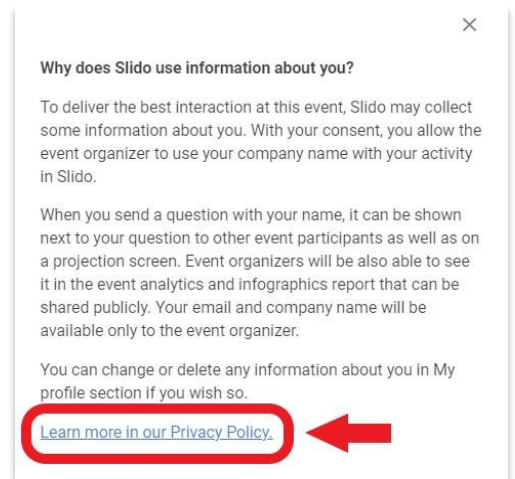 Why does Slido use information about you?
To deliver the best interaction at this event, Slido may collect
some information about you. With your consent, you allow the
event organizer to use your company name with your activity
in Slido.
When you send a question with your name, it can be shown
next to your question to other event participants as well as on
a projection screen. Event organizers will be also able to see
it in the event analytics and infographics report that can be
shared publicly. Your email and company name will be
available only to the event organizer.
You can change or delete any information about you in My
profile section if you wish so.
Learn more in our Privacy Policy.